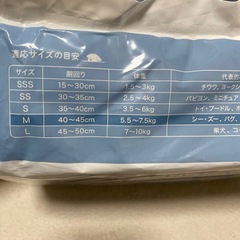 適応サイズの目安
サイズ 胴回り 体重 代表的
SSS 15〜30cm 1.5〜3kg チワワ、ヨークシ
SS 30〜35cm 2.5〜4kg パピヨン、ミニチュア
S 35〜40cm 3.5〜6kg トイ・プードル、ポ
M 40〜45cm 5.5〜7.5kg シー・ズー、パグ、
L 45〜50cm 7〜10kg 柴犬、コー